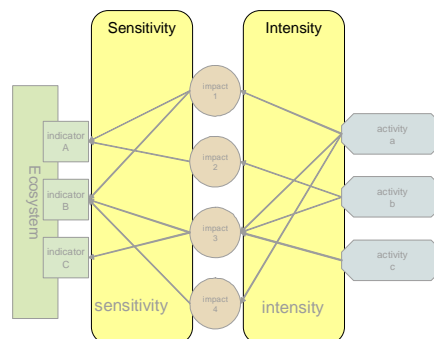 Sensitivity
Intensity
impact
1
impact
2
impact
3
impact
4
Ecosystem
indicator
A
indicator
B
indicator
C
activity
a
activity
b
activity
c
sensitivity
intensity